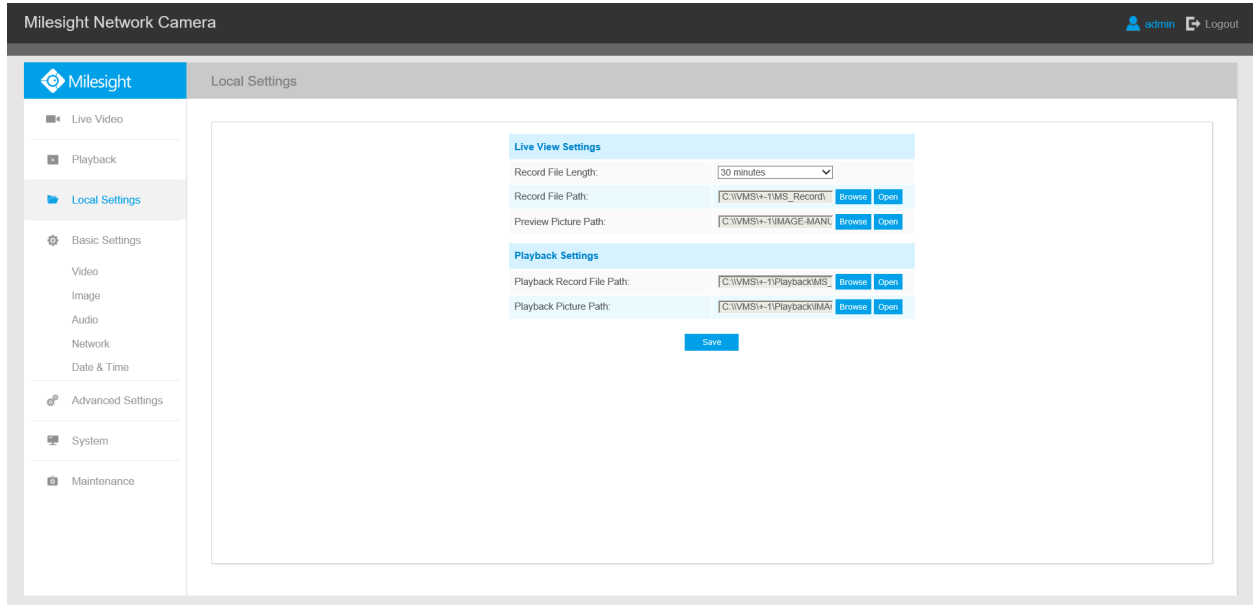 Milesight Network Camera
admin Logout
Milesight
Local Settings
Live Video
Playback
Local Settings
Basic Settings
Video
Image
Audio
Network
Date & Time
Advanced Settings
System
Maintenance
Live View Settings
Record File Length: 30 minutes
Record File Path: C:\\VMS\+-1\MS_Record\ Browse Open
Preview Picture Path: C:\\VMS\+-1\IMAGE-MANU Browse Open
Playback Settings
Playback Record File Path: C:\\VMS\+-1\Playback\MS_ Browse Open
Playback Picture Path: C:\\VMS\+-1\Playback\IMA Browse Open
Save